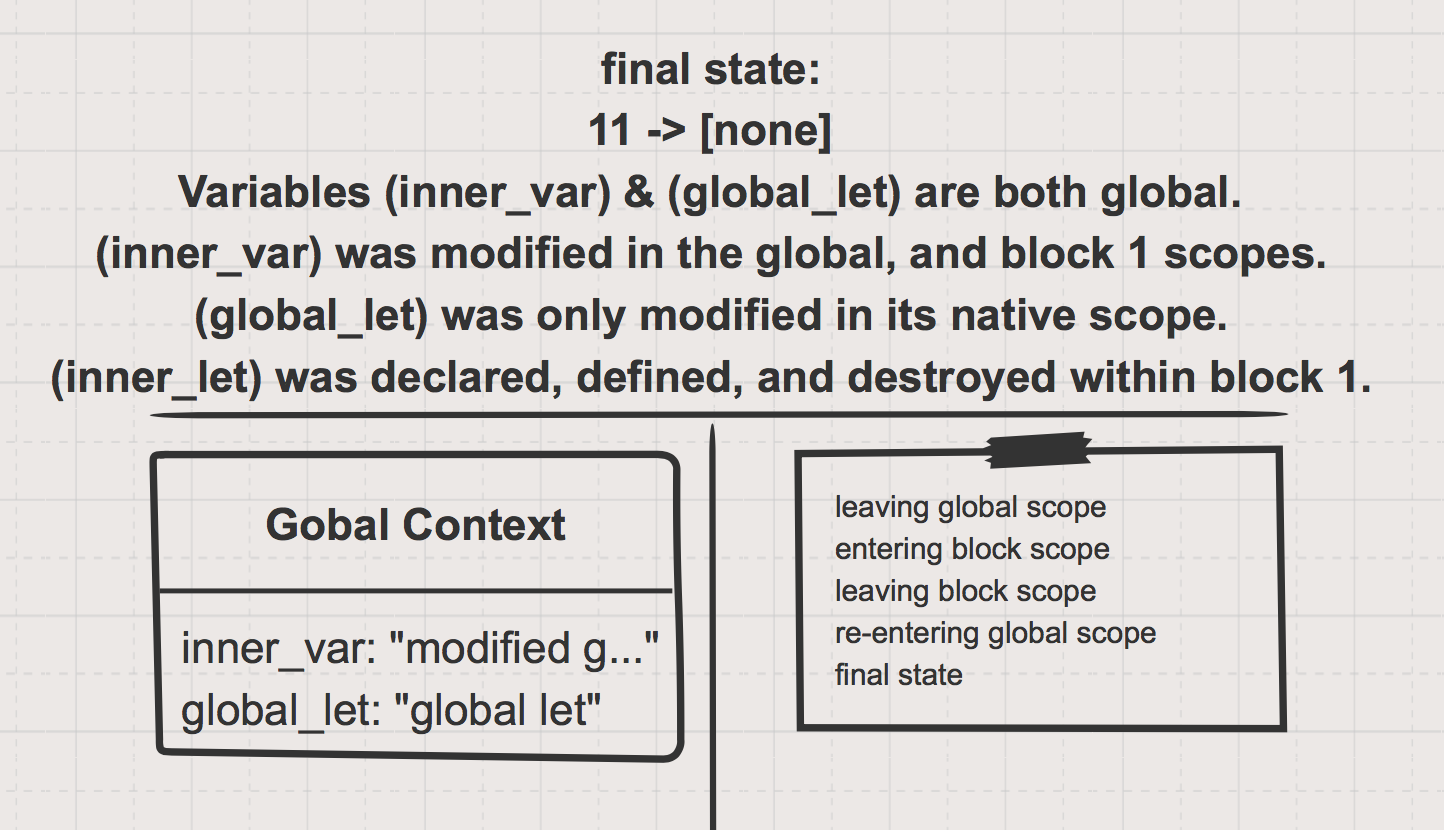 final state:
11 -> [none]
Variables (inner_var) & (global_let) are both global.
(inner_var) was modified in the global, and block 1 scopes.
(global_let) was only modified in its native scope.
(inner_let) was declared, defined, and destroyed within block 1.
Gobal Context
inner_var: "modified g..."
global_let: "global let"
leaving global scope
entering block scope
leaving block scope
re-entering global scope
final state